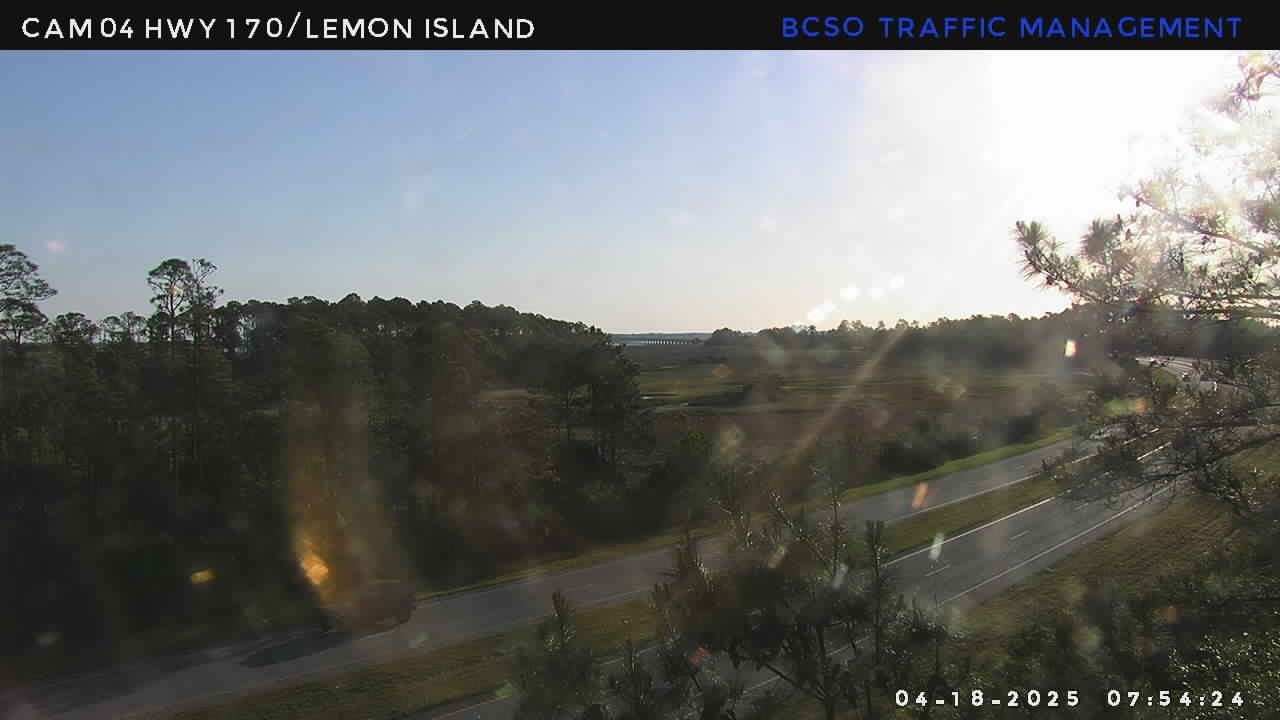 CAM04 HWY170/LEMON ISLAND
BCSO TRAFFIC MANAGEMENT
04-18-2025 07:54:24